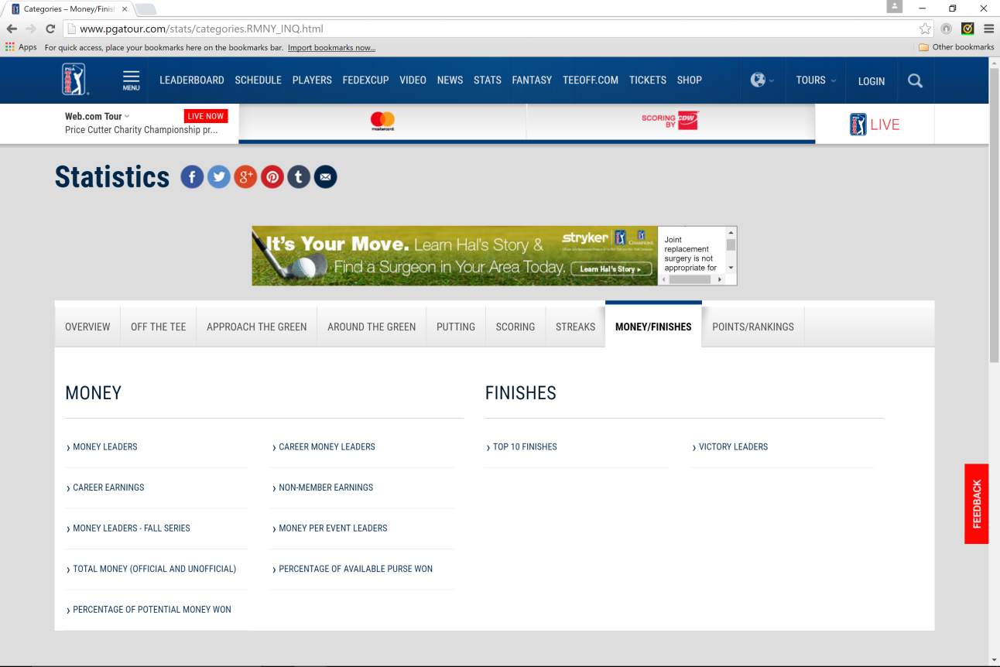 Categories – Money/Finis
www.pgatour.com/stats/categories.RMNY_INQ.html
Apps For quick access, place your bookmarks here on the bookmarks bar. Import bookmarks now... Other bookmarks
PGA TOUR MENU LEADERBOARD SCHEDULE PLAYERS FEDEXCUP VIDEO NEWS STATS FANTASY TEEOFF.COM TICKETS SHOP TOURS LOGIN
Web.com Tour LIVE NOW
Price Cutter Charity Championship pr...
mastercard
SCORING BY CDW
LIVE
Statistics
It's Your Move. Learn Hal's Story &
Find a Surgeon in Your Area Today.
stryker CHAMPIONS
Learn Hal's Story
Joint
replacement
surgery is not
appropriate for
OVERVIEW OFF THE TEE APPROACH THE GREEN AROUND THE GREEN PUTTING SCORING STREAKS MONEY/FINISHES POINTS/RANKINGS
MONEY
MONEY LEADERS CAREER MONEY LEADERS
CAREER EARNINGS NON-MEMBER EARNINGS
MONEY LEADERS - FALL SERIES MONEY PER EVENT LEADERS
TOTAL MONEY (OFFICIAL AND UNOFFICIAL) PERCENTAGE OF AVAILABLE PURSE WON
PERCENTAGE OF POTENTIAL MONEY WON
FINISHES
TOP 10 FINISHES VICTORY LEADERS
FEEDBACK